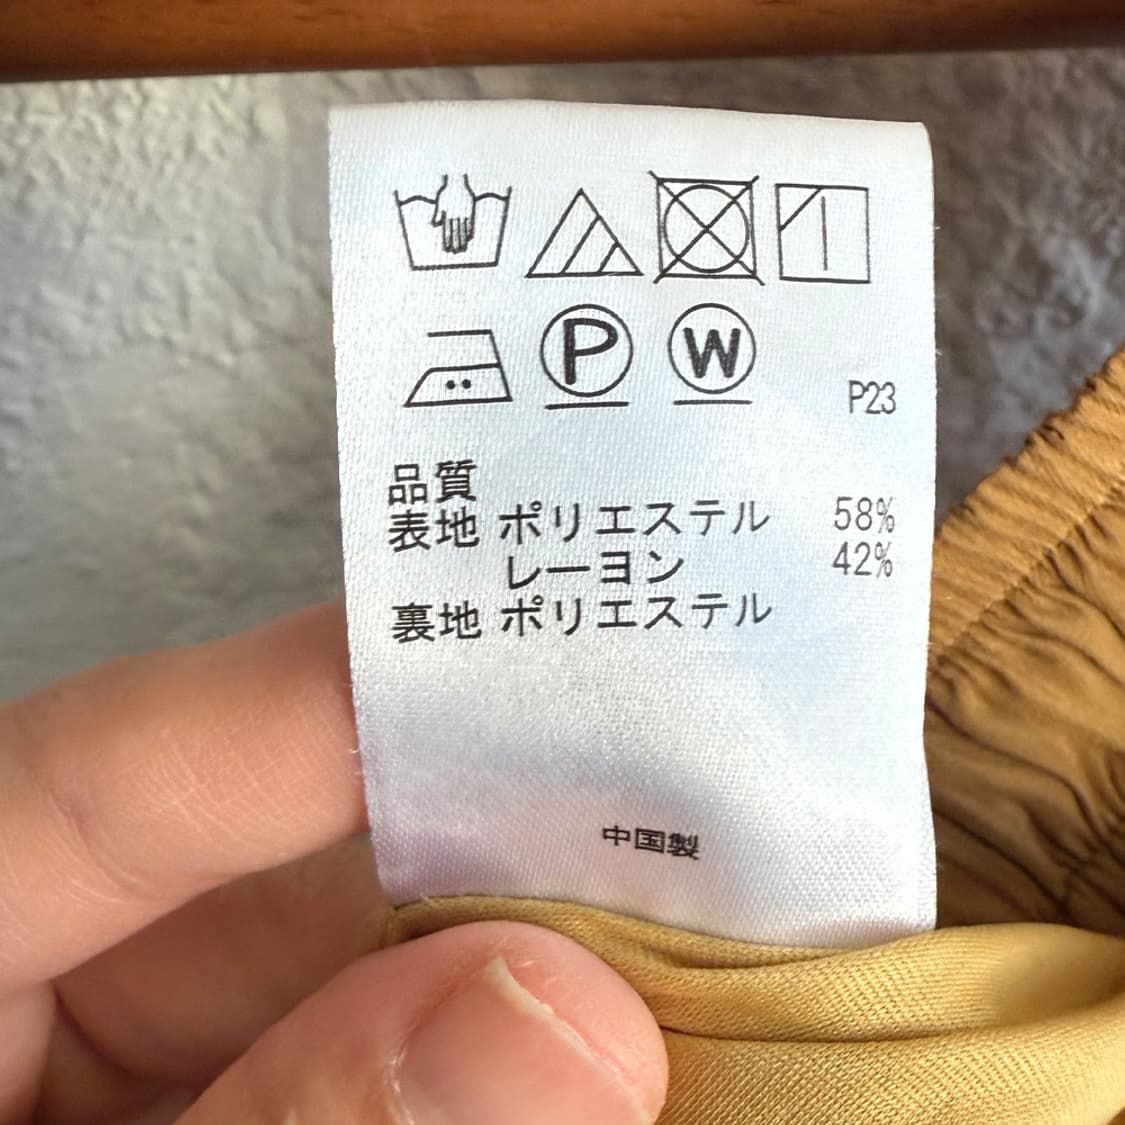 P W
P23
品質
表地 ポリエステル 58%
レーヨン 42%
裏地 ポリエステル
中国製